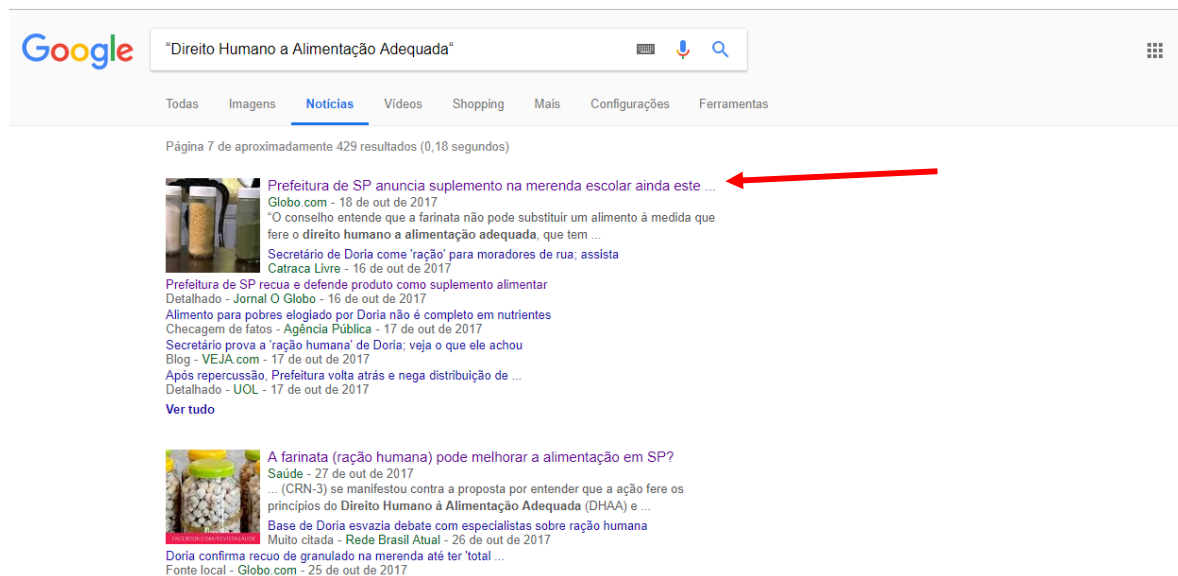 Google
“Direito Humano a Alimentação Adequada“
Todas Imagens Notícias Vídeos Shopping Mais Configurações Ferramentas
Página 7 de aproximadamente 429 resultados (0,18 segundos)
Prefeitura de SP anuncia suplemento na merenda escolar ainda este ...
Globo.com - 18 de out de 2017
“O conselho entende que a farinata não pode substituir um alimento à medida que
fere o direito humano a alimentação adequada, que tem ...
Secretário de Doria come 'ração' para moradores de rua; assista
Catraca Livre - 16 de out de 2017
Prefeitura de SP recua e defende produto como suplemento alimentar
Detalhado - Jornal O Globo - 16 de out de 2017
Alimento para pobres elogiado por Doria não é completo em nutrientes
Checagem de fatos - Agência Pública - 17 de out de 2017
Secretário prova a 'ração humana' de Doria; veja o que ele achou
Blog - VEJA.com - 17 de out de 2017
Após repercussão, Prefeitura volta atrás e nega distribuição de ...
Detalhado - UOL - 17 de out de 2017
Ver tudo
A farinata (ração humana) pode melhorar a alimentação em SP?
Saúde - 27 de out de 2017
... (CRN-3) se manifestou contra a proposta por entender que a ação fere os
princípios do Direito Humano à Alimentação Adequada (DHAA) e ...
Base de Doria esvazia debate com especialistas sobre ração humana
Muito citada - Rede Brasil Atual - 26 de out de 2017
FACEBOOK.COM/REVISTASAUDE
Doria confirma recuo de granulado na merenda até ter 'total ...
Fonte local - Globo.com - 25 de out de 2017